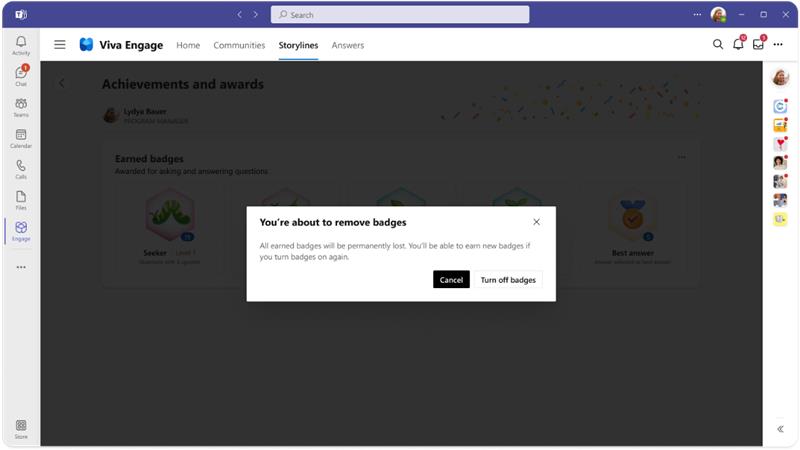 Search
Activity
Chat
1
Teams
Calendar
Calls
Files
Engage
Store
Viva Engage
Home
Communities
Storylines
Answers
Achievements and awards
Lydya Bauer
PROGRAM MANAGER
Earned badges
Awarded for asking and answering questions
Seeker
Level 1
Best answer
You're about to remove badges
All earned badges will be permanently lost. You'll be able to earn new badges if
you turn badges on again.
Cancel
Turn off badges